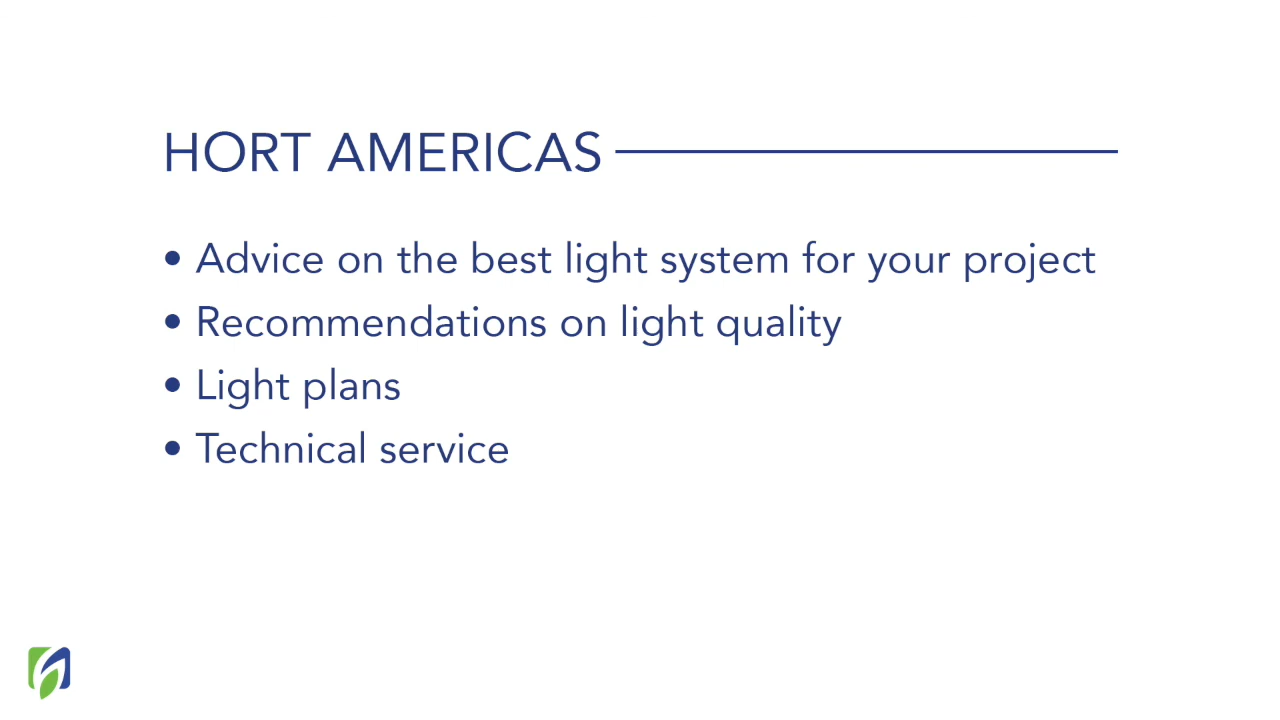 HORT AMERICAS
• Advice on the best light system for your project
• Recommendations on light quality
• Light plans
• Technical service